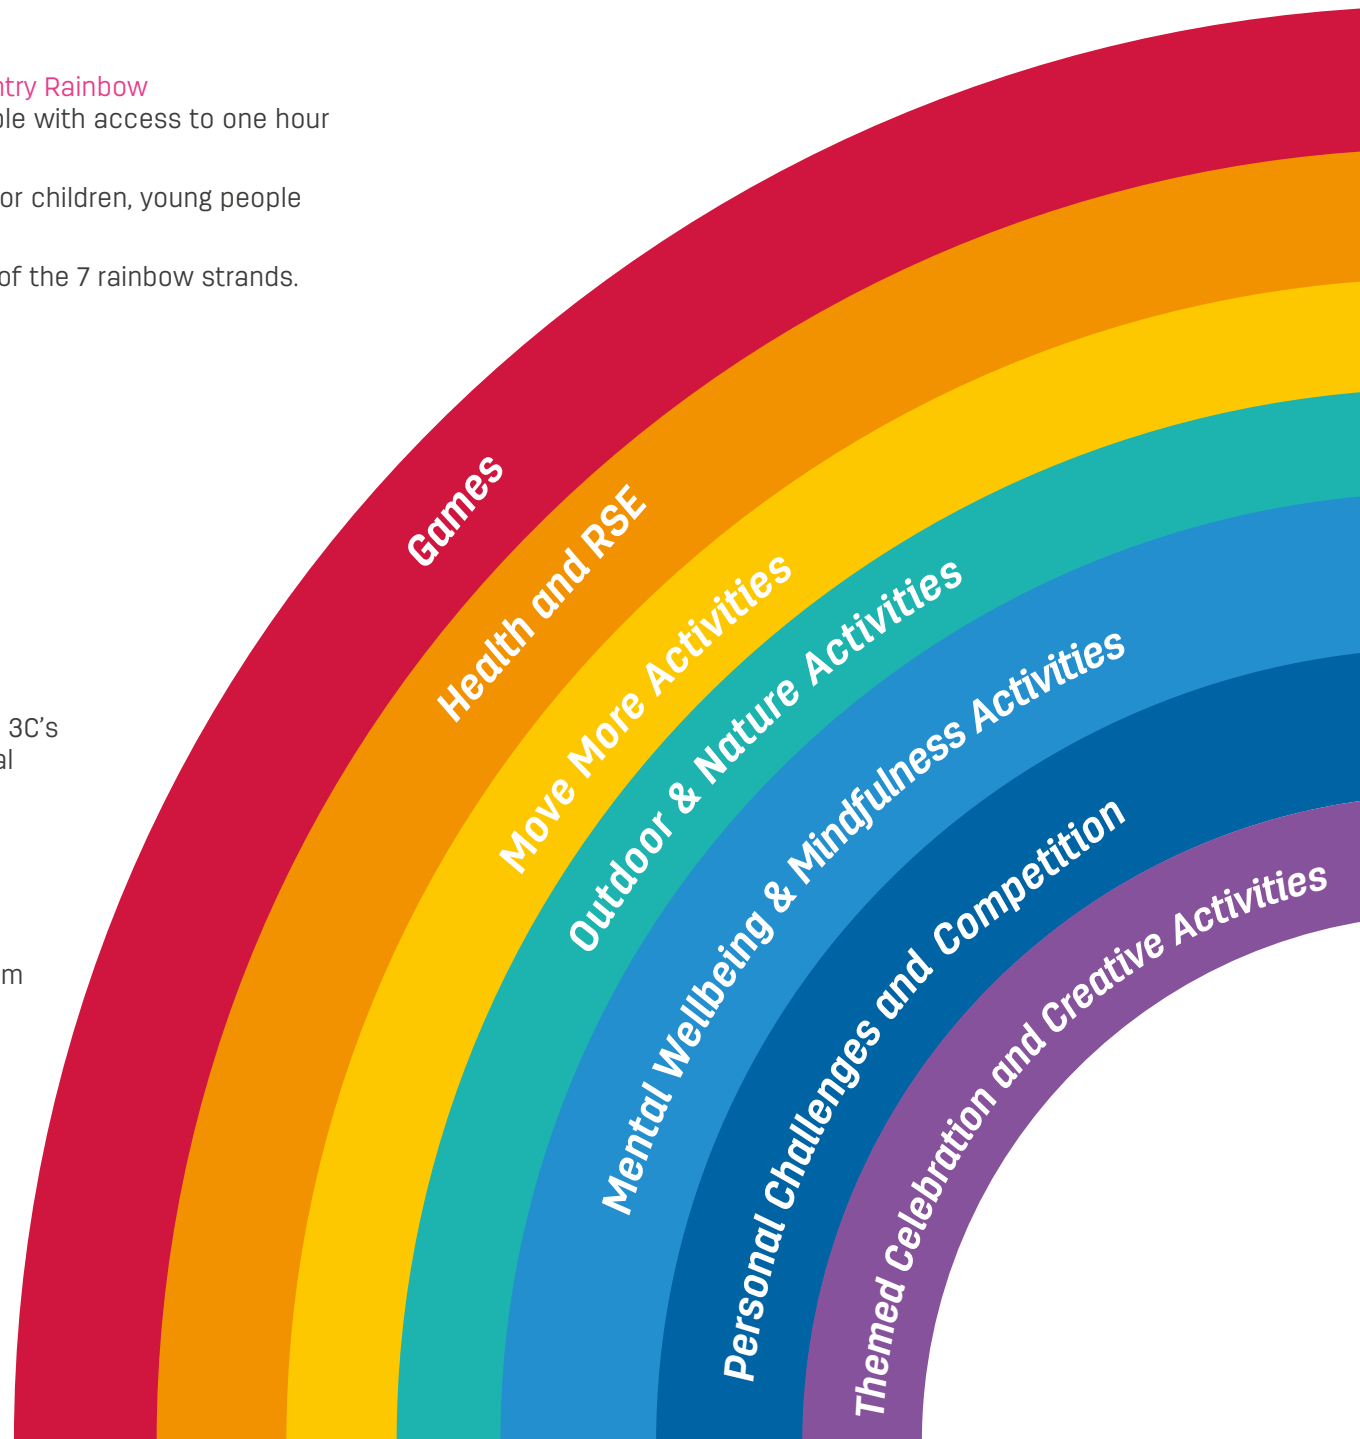 ntry Rainbow
ple with access to one hour
or children, young people
of the 7 rainbow strands.
Games
Health and RSE
Move More Activities
Outdoor & Nature Activities
Mental Wellbeing & Mindfulness Activities
Personal Challenges and Competition
Themed Celebration and Creative Activities
3C's
al
m